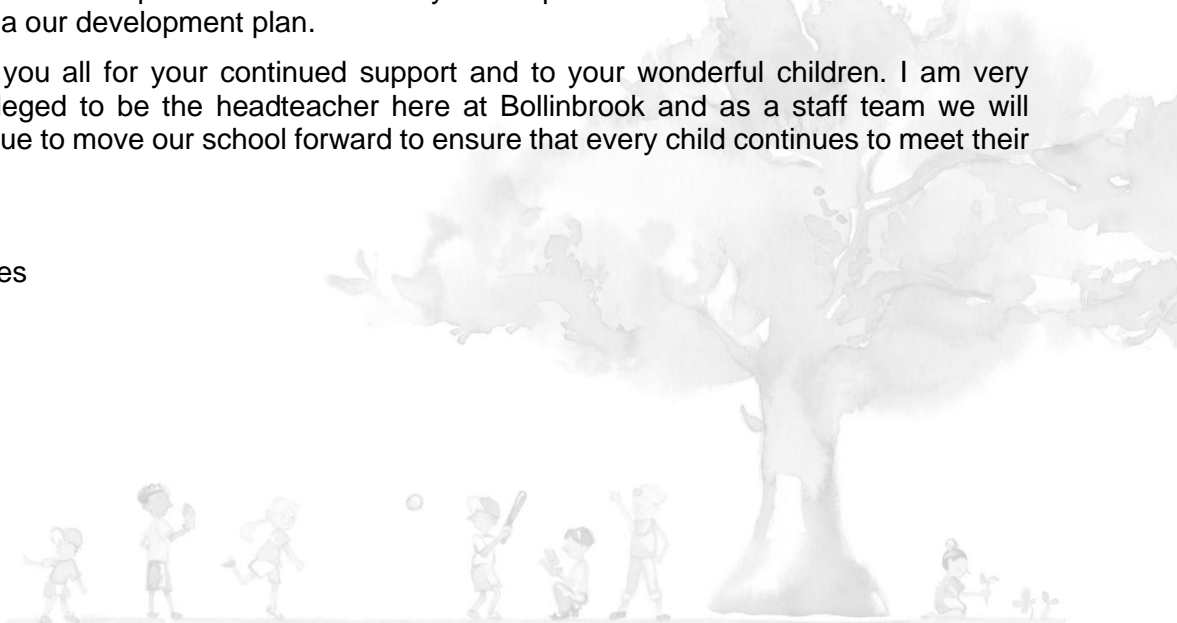 a our development plan.
you all for your continued support and to your wonderful children. I am very
leged to be the headteacher here at Bollinbrook and as a staff team we will
ue to move our school forward to ensure that every child continues to meet their
es